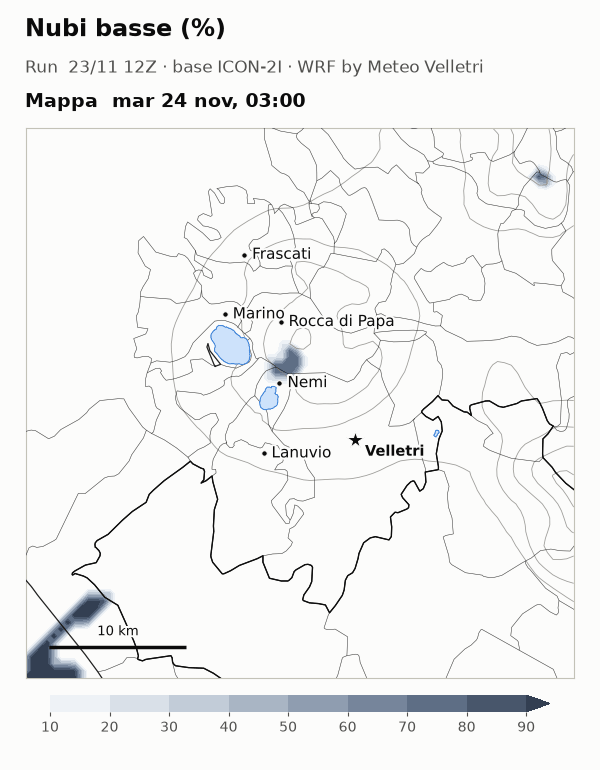 Nubi basse (%)
Run  23/11 12Z · base ICON-2I · WRF by Meteo Velletri
Mappa  mar 24 nov, 03:00
Frascati
Marino
Rocca di Papa
Nemi
Velletri
Lanuvio
10 km
10 20 30 40 50 60 70 80 90